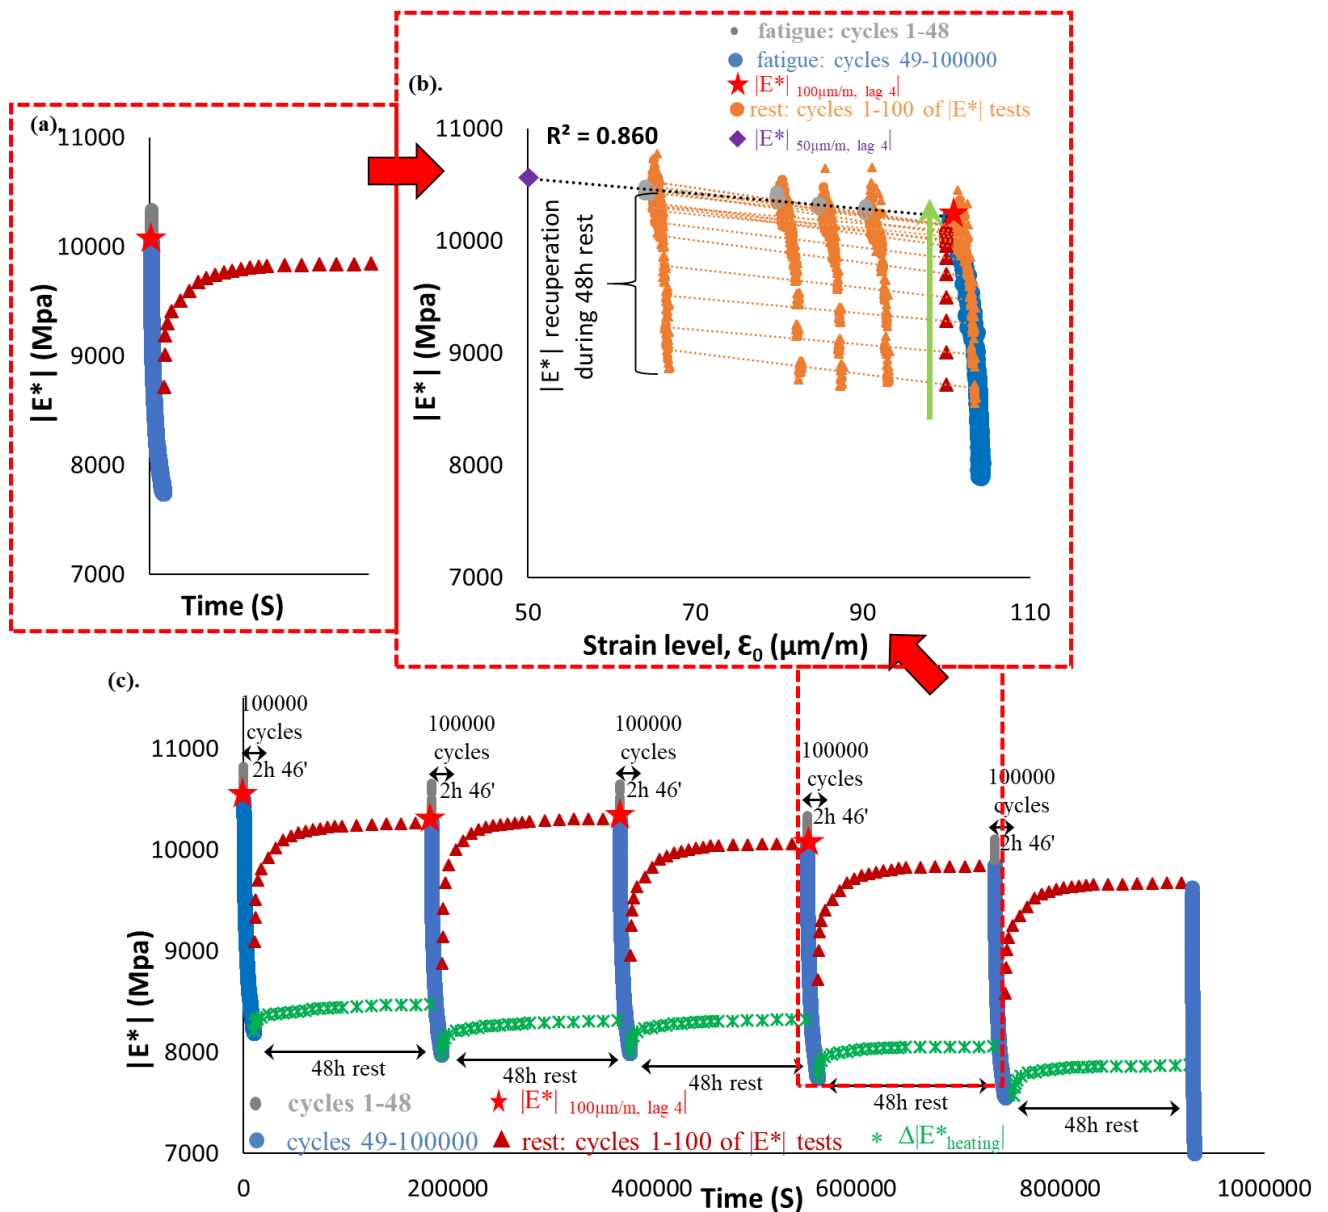 (a).
11000
10000
9000
8000
7000
|E*| (Mpa)
Time (S)
(b).
fatigue: cycles 1-48
fatigue: cycles 49-100000
|E*| 100µm/m, lag 4|
rest: cycles 1-100 of |E*| tests
|E*| 50µm/m, lag 4|
R² = 0.860
11000
10000
9000
8000
7000
|E*| (Mpa)
|E*| recuperation
during 48h rest
50
70
90
110
Strain level, Ɛ0 (µm/m)
(c).
100000
cycles
2h 46'
100000
cycles
2h 46'
100000
cycles
2h 46'
100000
cycles
2h 46'
100000
cycles
2h 46'
11000
10000
9000
8000
7000
|E*| (Mpa)
48h rest
48h rest
48h rest
48h rest
48h rest
cycles 1-48
|E*| 100µm/m, lag 4|
cycles 49-100000
rest: cycles 1-100 of |E*| tests
Δ|E*heating|
0
200000
400000
600000
800000
1000000
Time (S)